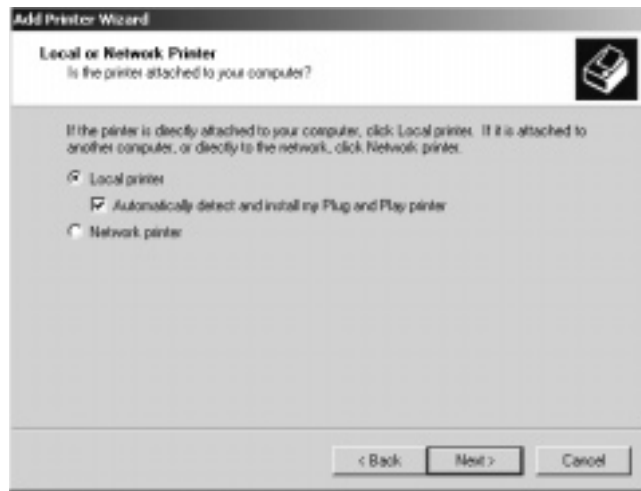 Add Printer Wizard
Local or Network Printer
Is the printer attached to your computer?
If the printer is directly attached to your computer, click Local printer. If it is attached to
another computer, or directly to the network, click Network printer.
Local printer
Automatically detect and install my Plug and Play printer
Network printer
< Back
Next >
Cancel